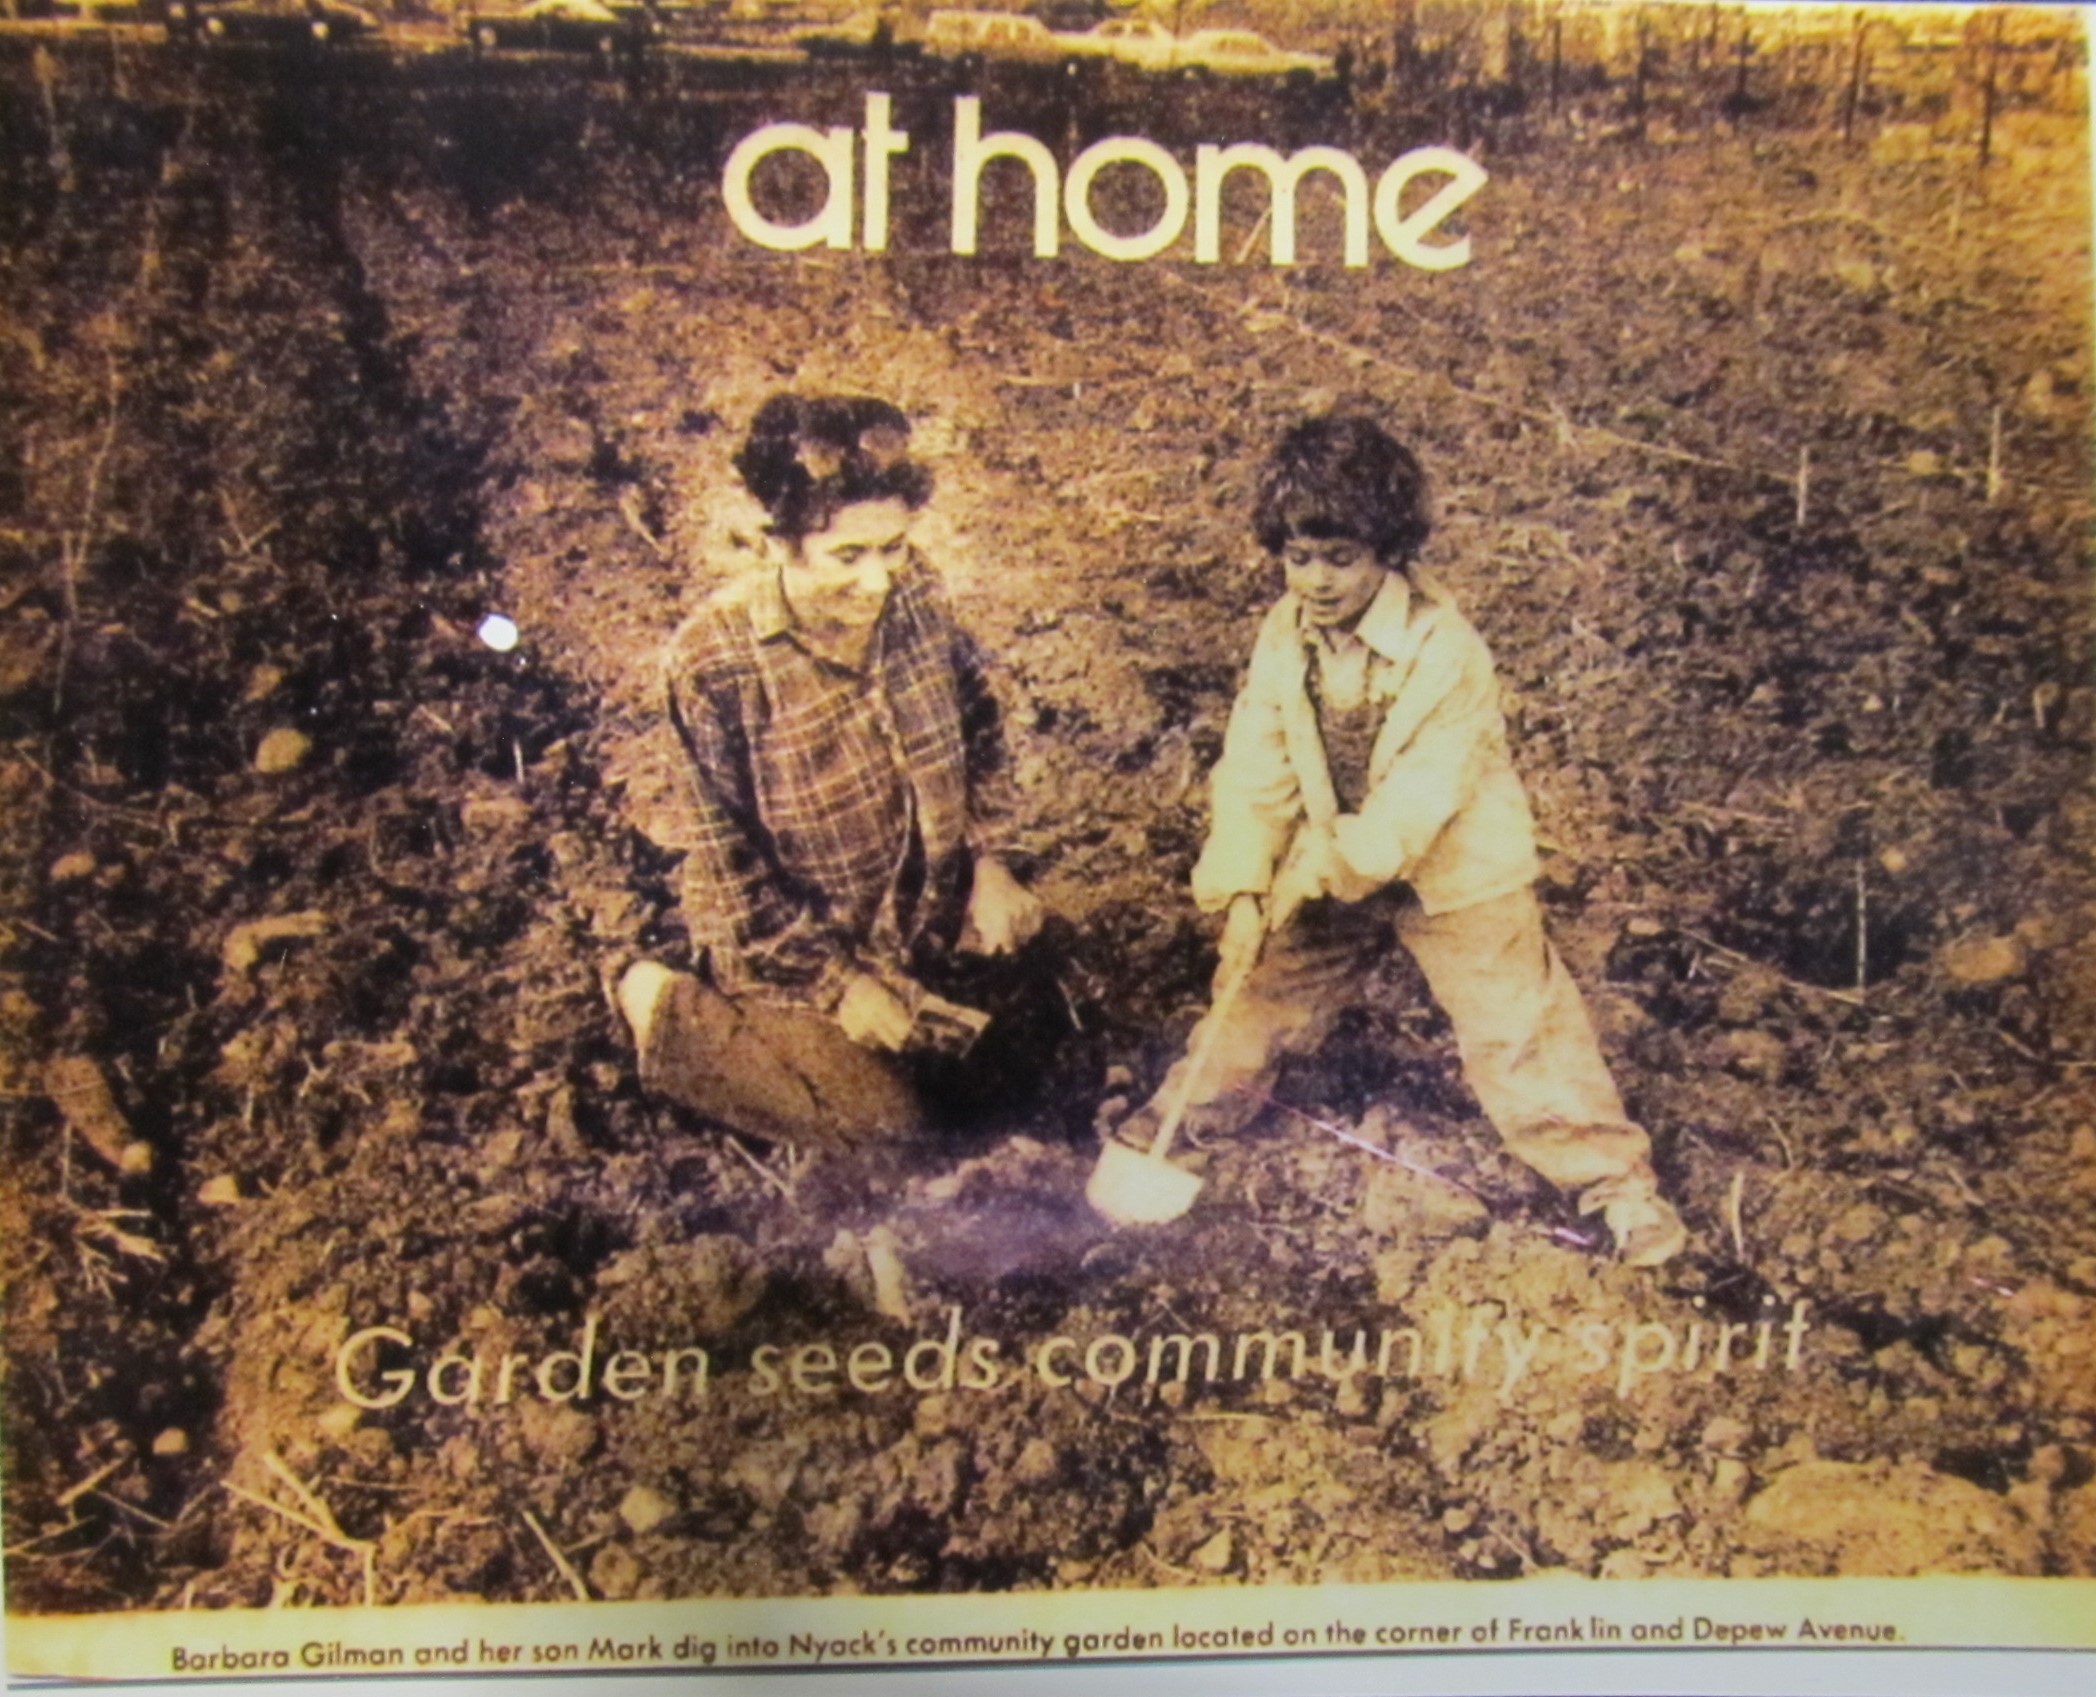 at home
Garden seeds community spirit
Barbara Gilman and her son Mark dig into Nyack's community garden located on the corner of Franklin and Depew Avenue.